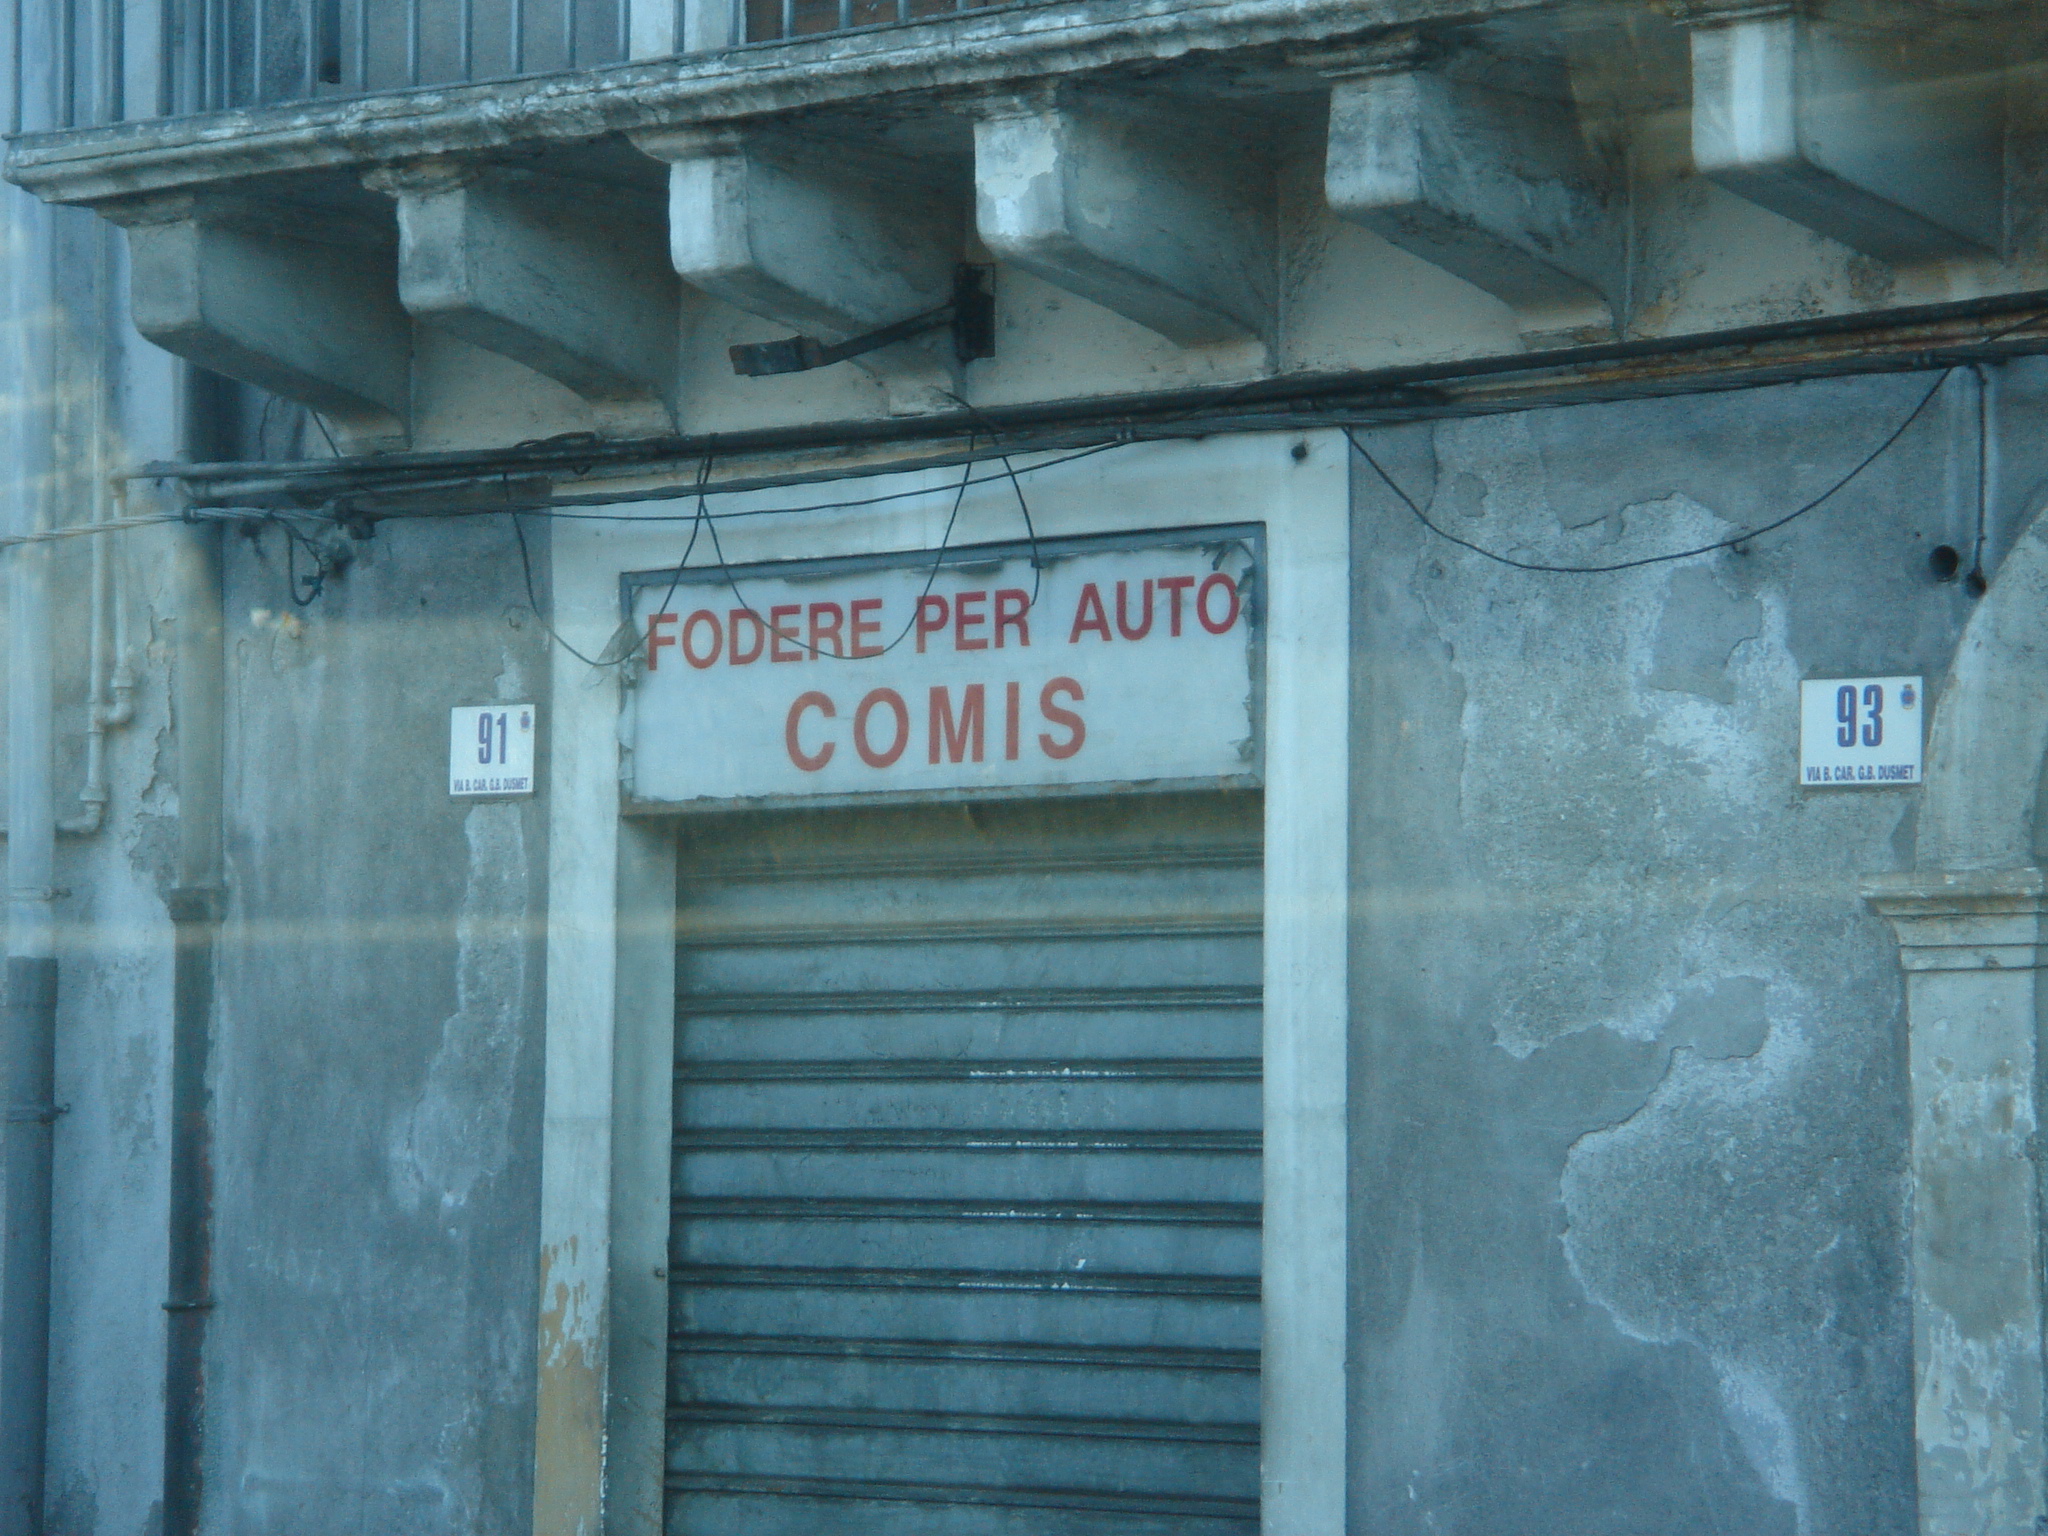 FODERE PER AUTO
COMIS
91
VIA B. CAR. G.B. DUSMET
93
VIA B. CAR. G.B. DUSMET